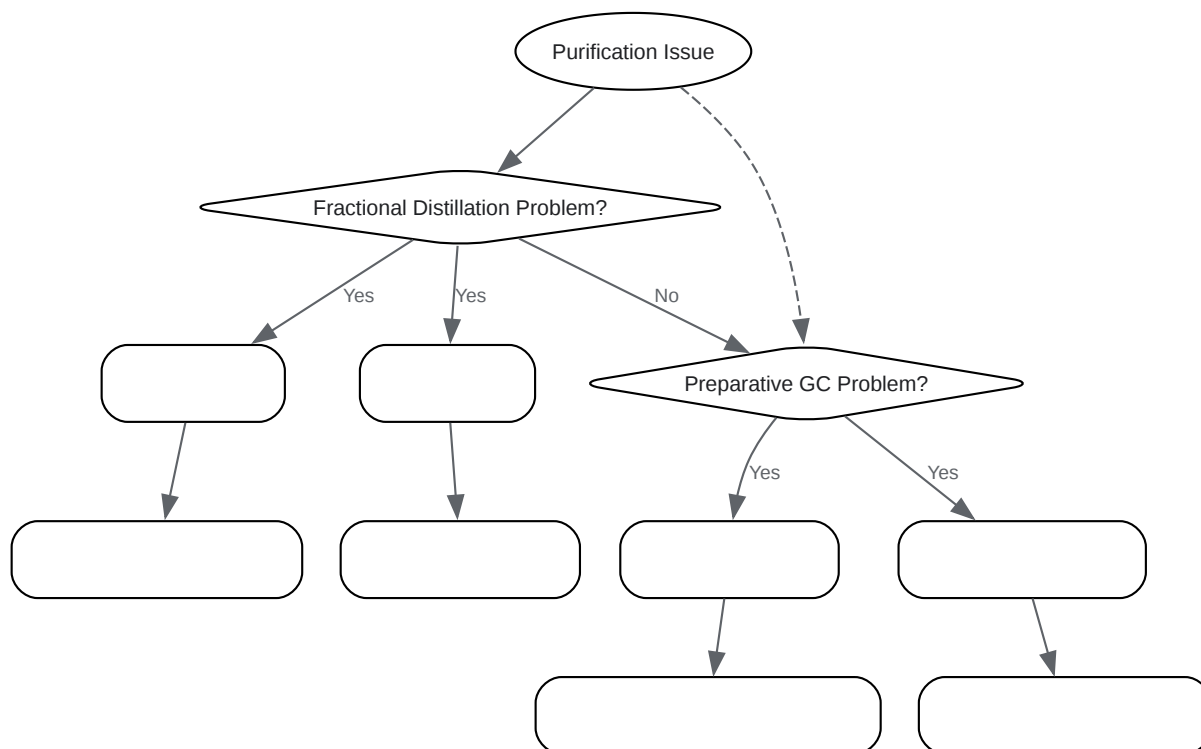 Purification Issue
Fractional Distillation Problem?
Yes
Yes
No
Preparative GC Problem?
Yes
Yes